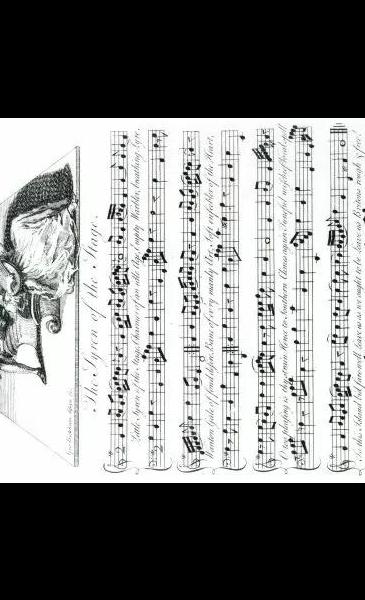 The Syren of the Stage.
Little Syren of the Stage, Charmer of an idle Age, Empty Warbler, breathing Lyre,
Wanton Gale of fond desire, Bane of every manly Art, Soft enfeebler of the Heart,
O too pleasing is thy strain Hence to Southern Climes again Tuneful mischief vocal spell
To this Island bid farewell Leave us as we ought to be leave us Britons rough & free